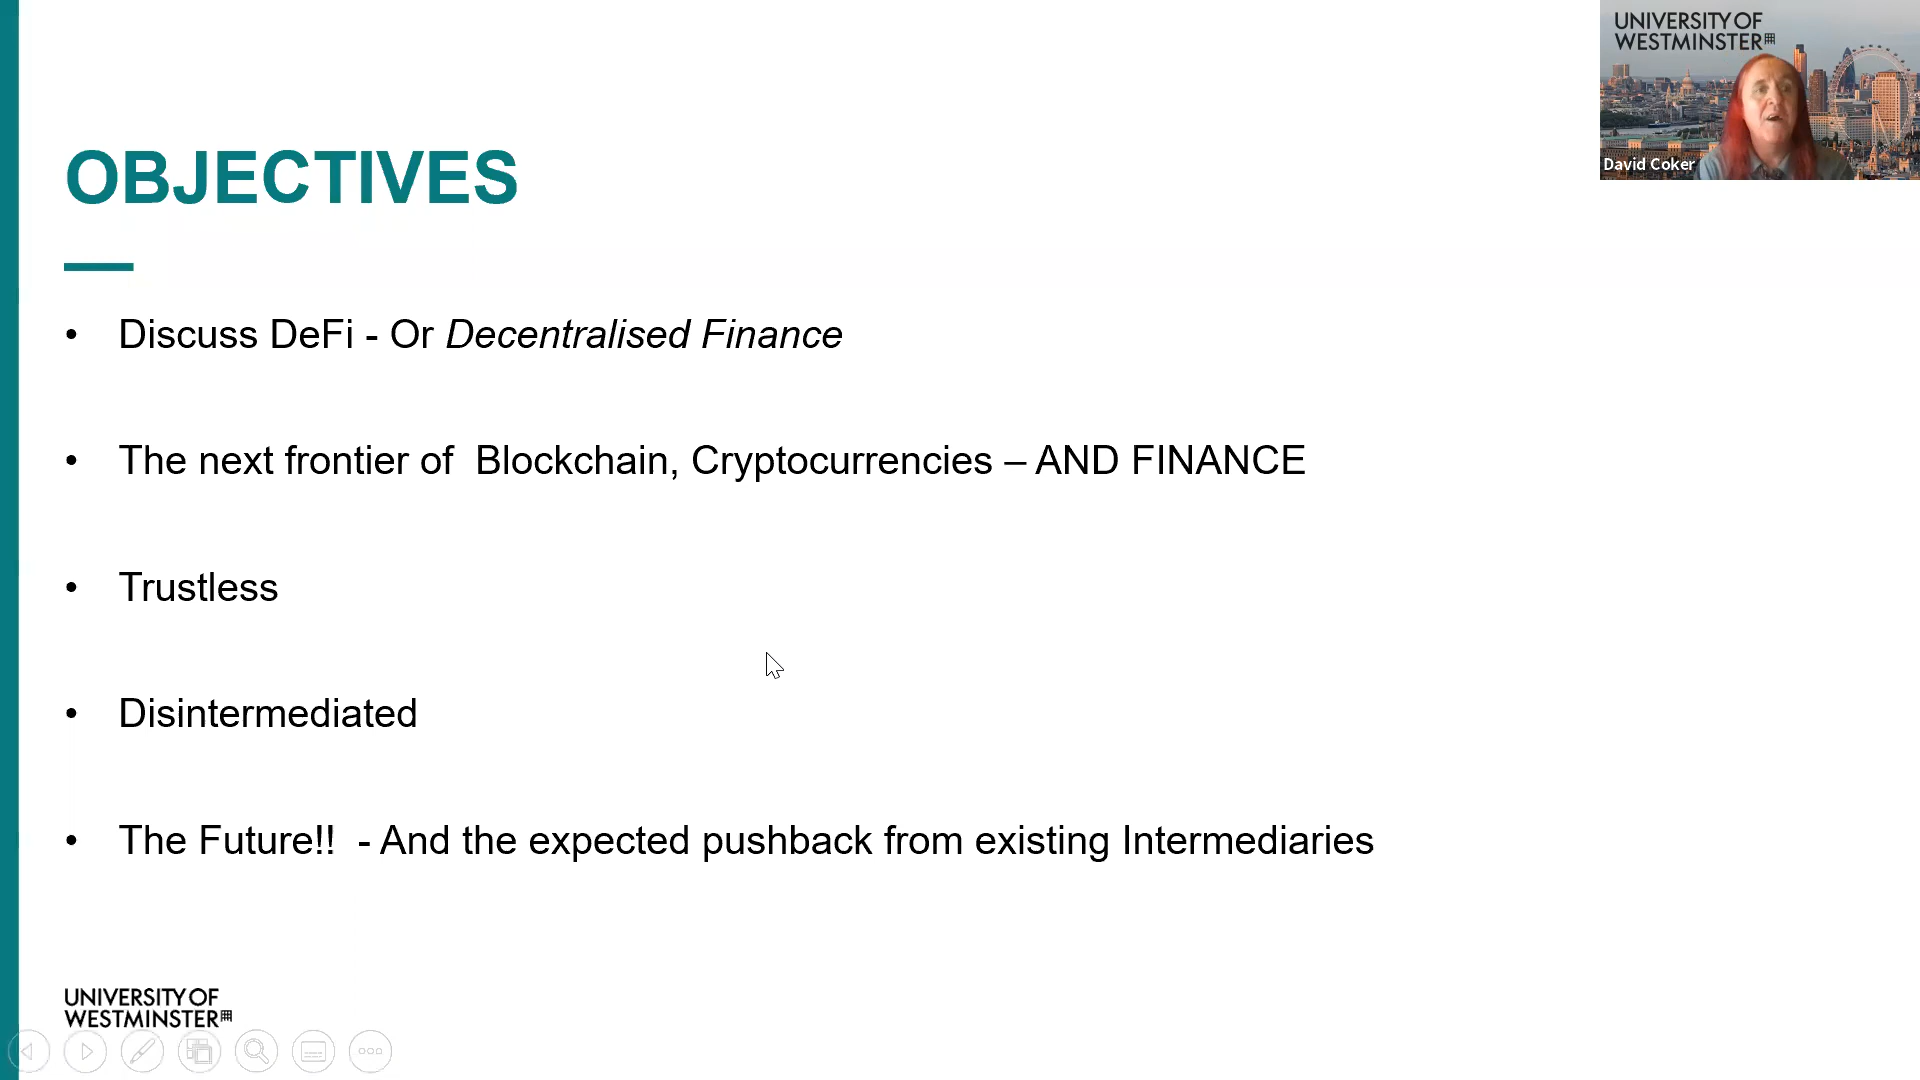 UNIVERSITY OF
WESTMINSTER
David Coker
OBJECTIVES
• Discuss DeFi - Or Decentralised Finance
• The next frontier of  Blockchain, Cryptocurrencies – AND FINANCE
• Trustless
• Disintermediated
• The Future!!  - And the expected pushback from existing Intermediaries
UNIVERSITY OF
WESTMINSTER